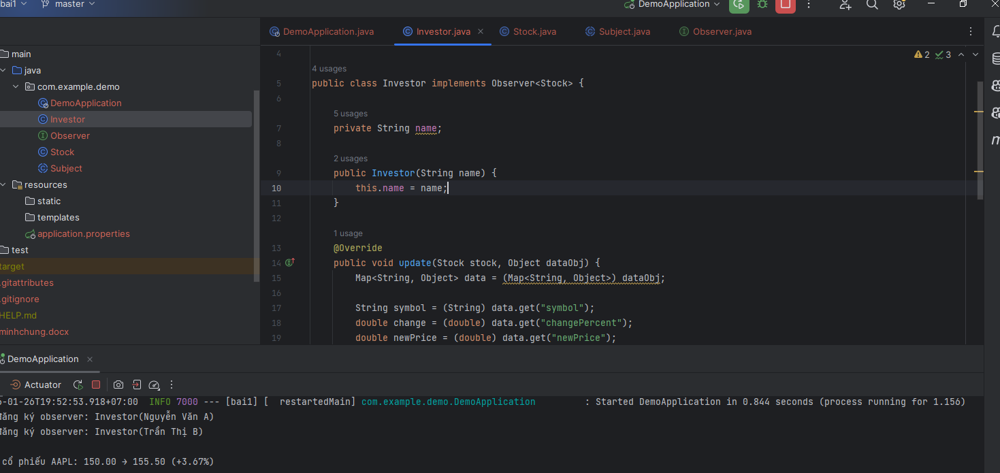 bai1
master
DemoApplication
DemoApplication.java
Investor.java
Stock.java
Subject.java
Observer.java
main
java
com.example.demo
DemoApplication
Investor
Observer
Stock
Subject
resources
static
templates
application.properties
test
target
.gitattributes
.gitignore
HELP.md
minhchung.docx
2
3
4
4 usages
5 public class Investor implements Observer<Stock> {
6
5 usages
7 private String name;
8
2 usages
9 public Investor(String name) {
10 this.name = name;
11 }
12
1 usage
13 @Override
14 public void update(Stock stock, Object dataObj) {
15 Map<String, Object> data = (Map<String, Object>) dataObj;
16
17 String symbol = (String) data.get("symbol");
18 double change = (double) data.get("changePercent");
19 double newPrice = (double) data.get("newPrice");
DemoApplication
Actuator
-01-26T19:52:53.918+07:00 INFO 7000 --- [bai1] [ restartedMain] com.example.demo.DemoApplication : Started DemoApplication in 0.844 seconds (process running for 1.156)
đăng ký observer: Investor(Nguyễn Văn A)
đăng ký observer: Investor(Trần Thị B)
cổ phiếu AAPL: 150.00 → 155.50 (+3.67%)